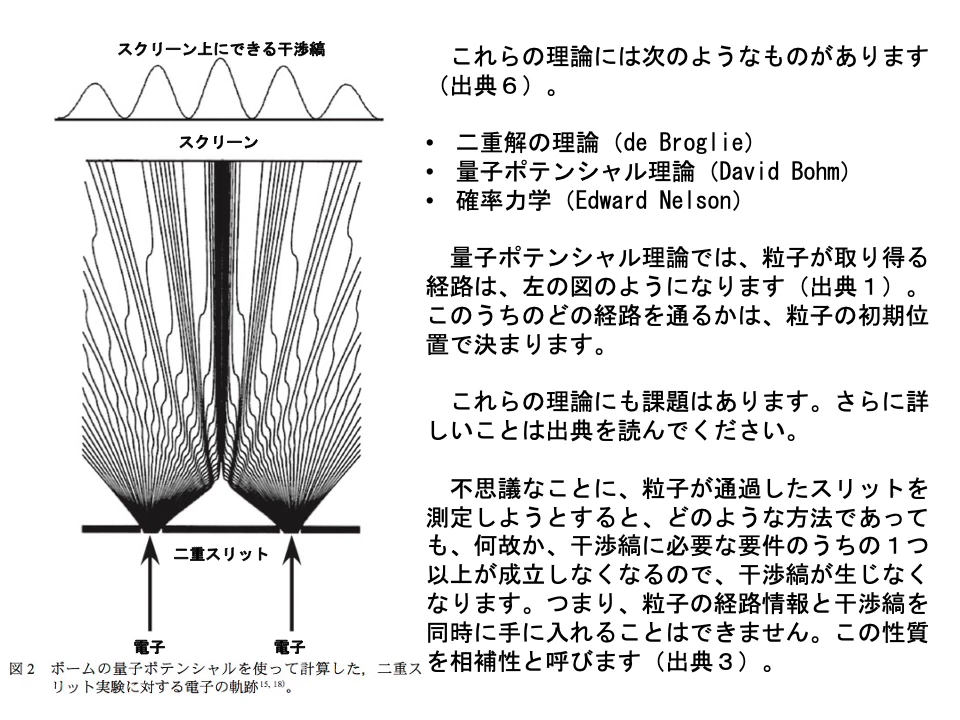 スクリーン上にできる干渉縞
スクリーン
二重スリット
電子
電子
図2 ボームの量子ポテンシャルを使って計算した，二重ス
リット実験に対する電子の軌跡15, 18)。
これらの理論には次のようなものがあります
（出典６）。
• 二重解の理論（de Broglie）
• 量子ポテンシャル理論（David Bohm）
• 確率力学（Edward Nelson）
量子ポテンシャル理論では、粒子が取り得る
経路は、左の図のようになります（出典１）。
このうちのどの経路を通るかは、粒子の初期位
置で決まります。
これらの理論にも課題はあります。さらに詳
しいことは出典を読んでください。
不思議なことに、粒子が通過したスリットを
測定しようとすると、どのような方法であって
も、何故か、干渉縞に必要な要件のうちの１つ
以上が成立しなくなるので、干渉縞が生じなく
なります。つまり、粒子の経路情報と干渉縞を
同時に手に入れることはできません。この性質
を相補性と呼びます（出典３）。